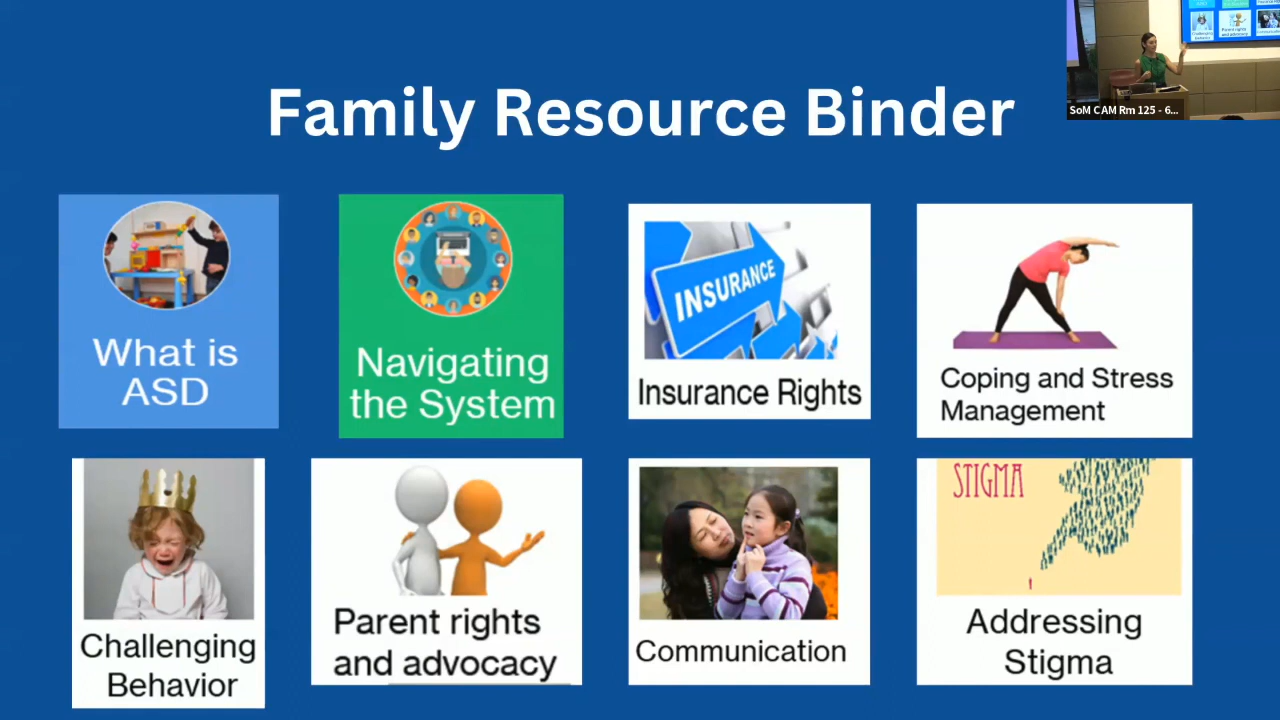 Family Resource Binder
SoM CAM Rm 125 - 6...
What is
ASD
Navigating
the System
INSURANCE
Insurance Rights
Coping and Stress
Management
Challenging
Behavior
Parent rights
and advocacy
Communication
STIGMA
Addressing
Stigma